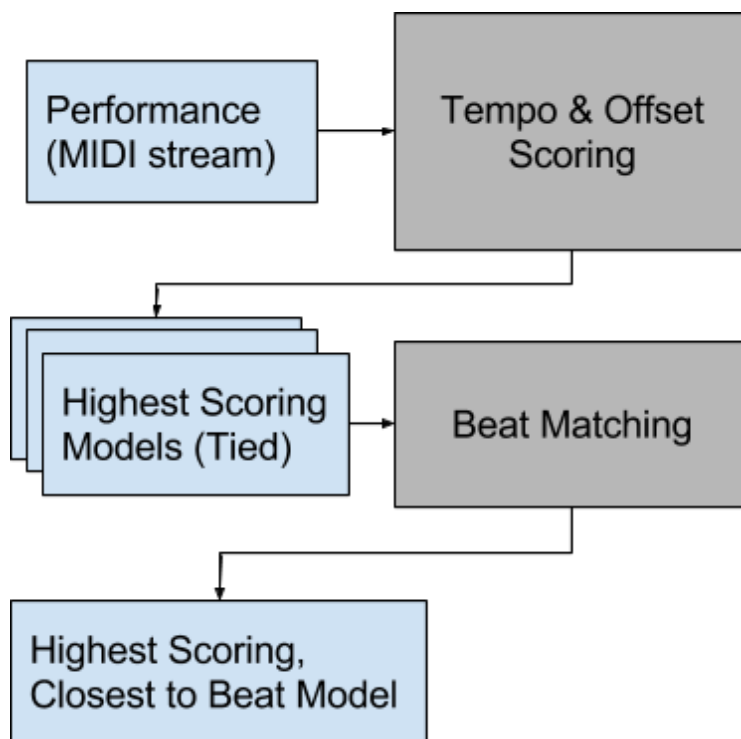 Performance
(MIDI stream)
Tempo & Offset
Scoring
Highest Scoring
Models (Tied)
Beat Matching
Highest Scoring,
Closest to Beat Model